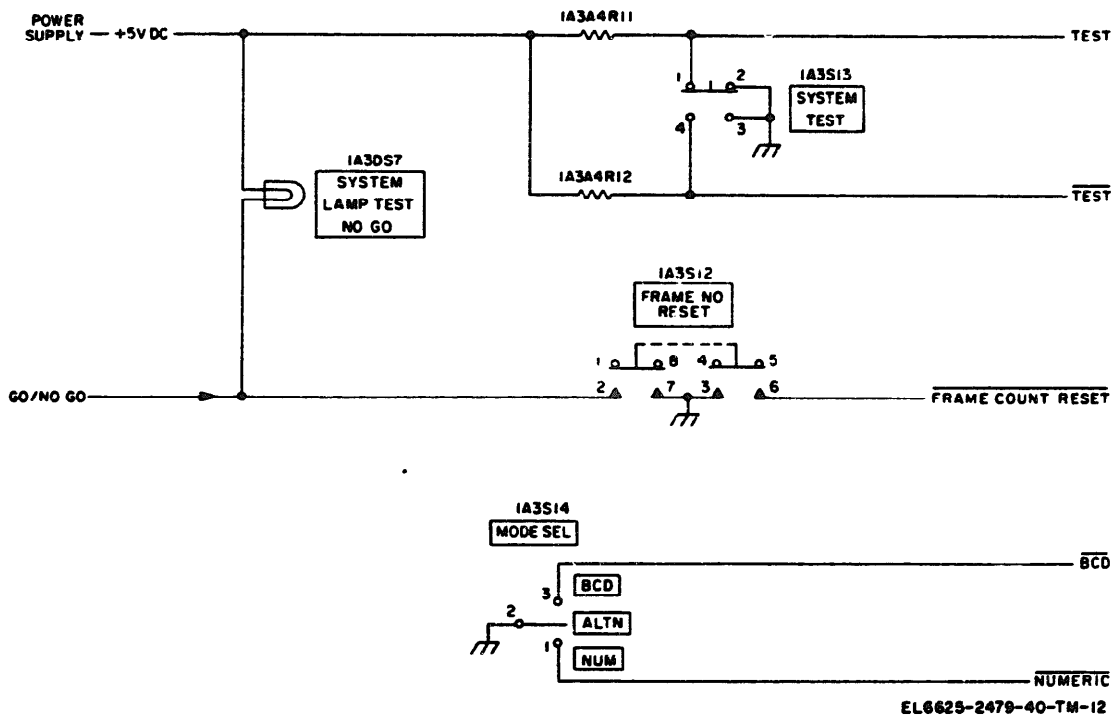 1A3A4R11
POWER
SUPPLY
+5V DC
TEST
1 2
1A3S13
SYSTEM
TEST
4 3
1A3DS7
SYSTEM
LAMP TEST
NO GO
1A3A4R12
TEST
1A3S12
FRAME NO
RESET
1 8 4 5
GO/NO GO
2 7 3 6
FRAME COUNT RESET
1A3S14
MODE SEL
BCD
3
BCD
2
ALTN
1
NUM
NUMERIC
EL6625-2479-40-TM-12